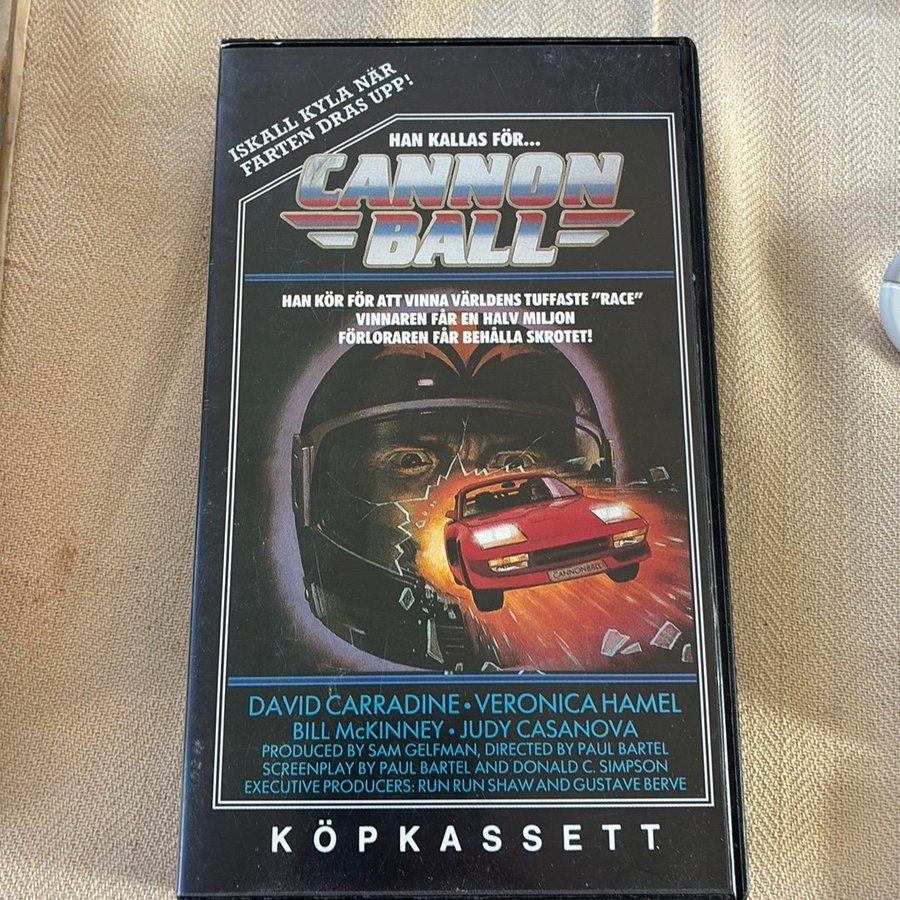 ISKALL KYLA NÄR
FARTEN DRAS UPP!
HAN KALLAS FÖR...
CANNON
BALL
HAN KÖR FÖR ATT VINNA VÄRLDENS TUFFASTE "RACE"
VINNAREN FÅR EN HALV MILJON
FÖRLORAREN FÅR BEHÅLLA SKROTET!
CANNONBALL
DAVID CARRADINE • VERONICA HAMEL
BILL McKINNEY • JUDY CASANOVA
PRODUCED BY SAM GELFMAN, DIRECTED BY PAUL BARTEL
SCREENPLAY BY PAUL BARTEL AND DONALD C. SIMPSON
EXECUTIVE PRODUCERS: RUN RUN SHAW AND GUSTAVE BERVE
KÖPKASSETT